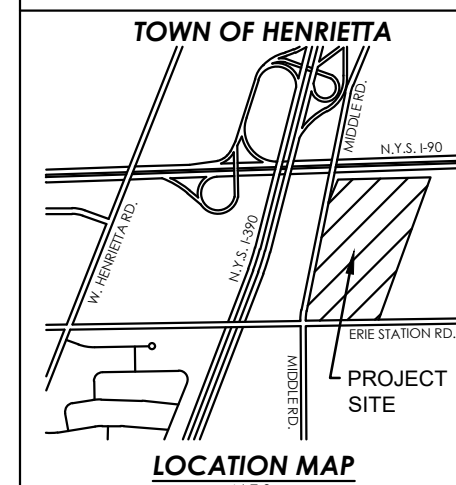 TOWN OF HENRIETTA
MIDDLE RD.
N.Y.S. I-90
W. HENRIETTA RD.
N.Y.S. I-390
ERIE STATION RD.
MIDDLE RD.
PROJECT
SITE
LOCATION MAP